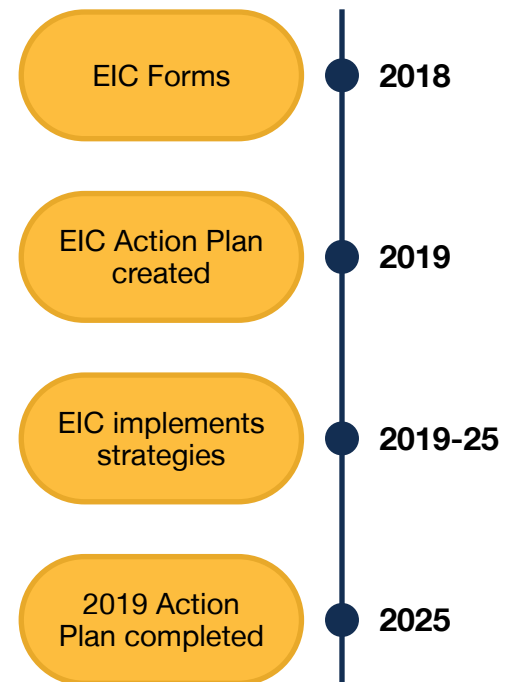 EIC Forms
2018
EIC Action Plan
created
2019
EIC implements
strategies
2019-25
2019 Action
Plan completed
2025